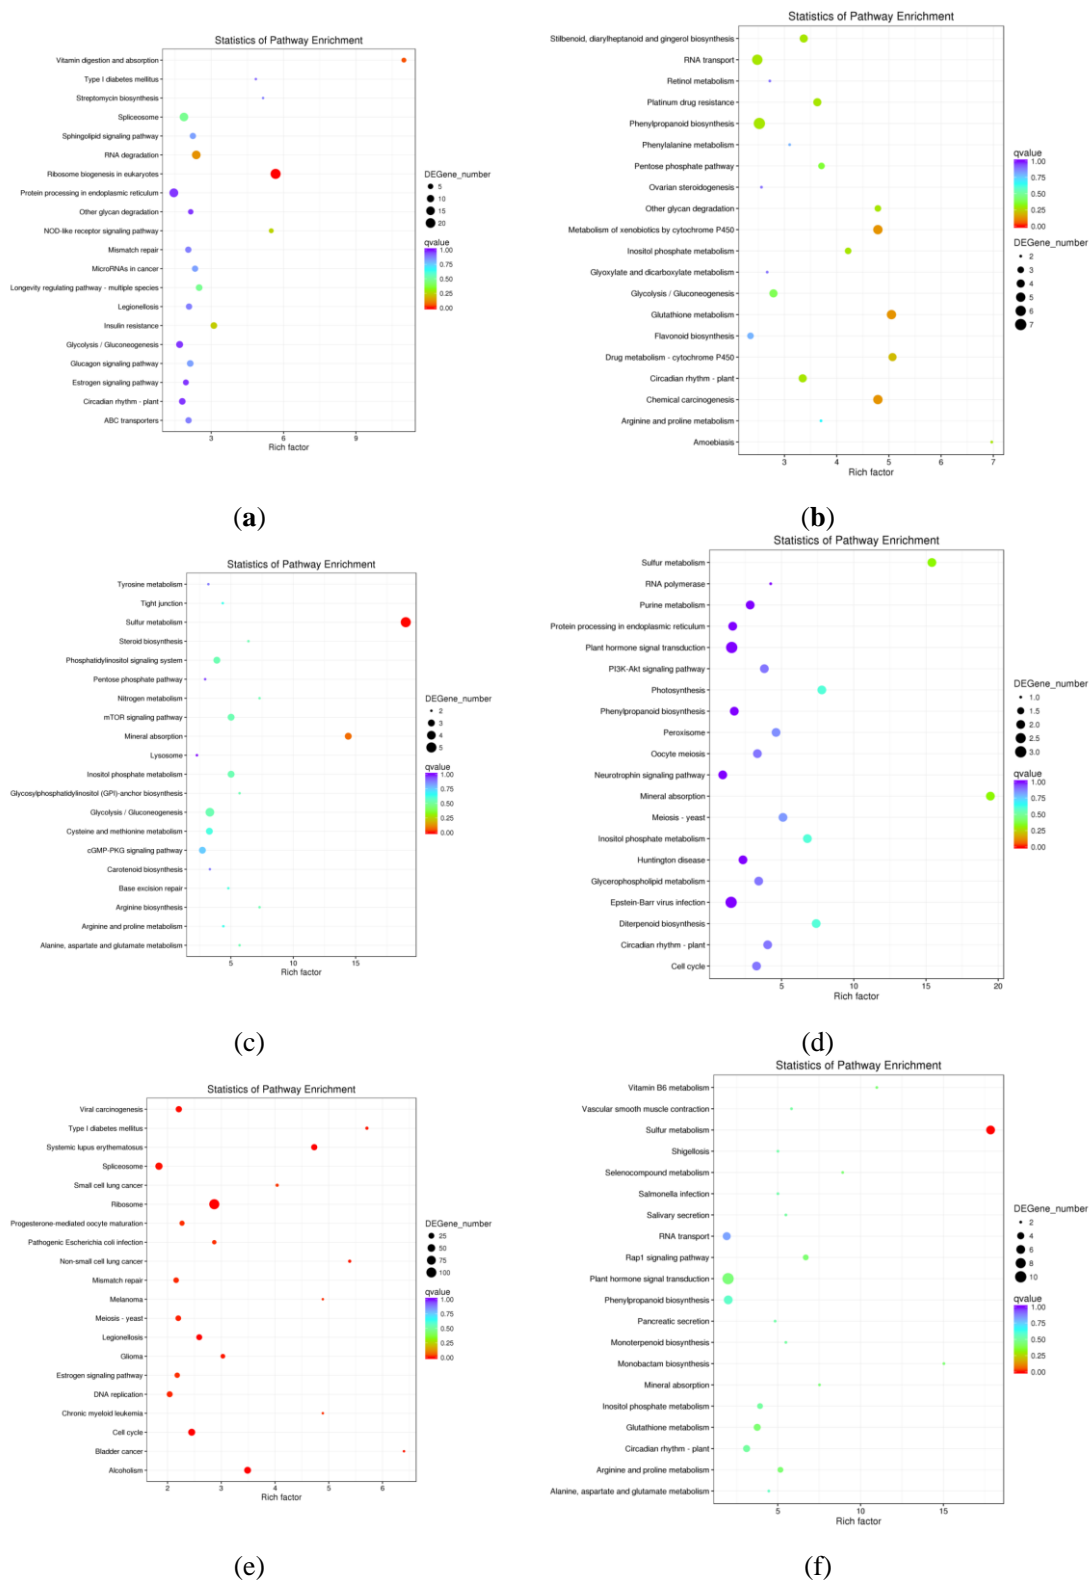 Statistics of Pathway Enrichment
Vitamin digestion and absorption
Type I diabetes mellitus
Streptomycin biosynthesis
Spliceosome
Sphingolipid signaling pathway
RNA degradation
Ribosome biogenesis in eukaryotes
Protein processing in endoplasmic reticulum
Other glycan degradation
NOD-like receptor signaling pathway
Mismatch repair
MicroRNAs in cancer
Longevity regulating pathway - multiple species
Legionellosis
Insulin resistance
Glycolysis / Gluconeogenesis
Glucagon signaling pathway
Estrogen signaling pathway
Circadian rhythm - plant
ABC transporters
3 6 9
Rich factor
DEGene_number
5
10
15
20
qvalue
1.00
0.75
0.50
0.25
0.00
(a)
Statistics of Pathway Enrichment
Stilbenoid, diarylheptanoid and gingerol biosynthesis
RNA transport
Retinol metabolism
Platinum drug resistance
Phenylpropanoid biosynthesis
Phenylalanine metabolism
Pentose phosphate pathway
Ovarian steroidogenesis
Other glycan degradation
Metabolism of xenobiotics by cytochrome P450
Inositol phosphate metabolism
Glyoxylate and dicarboxylate metabolism
Glycolysis / Gluconeogenesis
Glutathione metabolism
Flavonoid biosynthesis
Drug metabolism - cytochrome P450
Circadian rhythm - plant
Chemical carcinogenesis
Arginine and proline metabolism
Amoebiasis
3 4 5 6 7
Rich factor
qvalue
1.00
0.75
0.50
0.25
0.00
DEGene_number
2
3
4
5
6
7
(b)
Statistics of Pathway Enrichment
Tyrosine metabolism
Tight junction
Sulfur metabolism
Steroid biosynthesis
Phosphatidylinositol signaling system
Pentose phosphate pathway
Nitrogen metabolism
mTOR signaling pathway
Mineral absorption
Lysosome
Inositol phosphate metabolism
Glycosylphosphatidylinositol (GPI)-anchor biosynthesis
Glycolysis / Gluconeogenesis
Cysteine and methionine metabolism
cGMP-PKG signaling pathway
Carotenoid biosynthesis
Base excision repair
Arginine biosynthesis
Arginine and proline metabolism
Alanine, aspartate and glutamate metabolism
5 10 15
Rich factor
DEGene_number
2
3
4
5
qvalue
1.00
0.75
0.50
0.25
0.00
(c)
Statistics of Pathway Enrichment
Sulfur metabolism
RNA polymerase
Purine metabolism
Protein processing in endoplasmic reticulum
Plant hormone signal transduction
PI3K-Akt signaling pathway
Photosynthesis
Phenylpropanoid biosynthesis
Peroxisome
Oocyte meiosis
Neurotrophin signaling pathway
Mineral absorption
Meiosis - yeast
Inositol phosphate metabolism
Huntington disease
Glycerophospholipid metabolism
Epstein-Barr virus infection
Diterpenoid biosynthesis
Circadian rhythm - plant
Cell cycle
5 10 15 20
Rich factor
DEGene_number
1.0
1.5
2.0
2.5
3.0
qvalue
1.00
0.75
0.50
0.25
0.00
(d)
Statistics of Pathway Enrichment
Viral carcinogenesis
Type I diabetes mellitus
Systemic lupus erythematosus
Spliceosome
Small cell lung cancer
Ribosome
Progesterone-mediated oocyte maturation
Pathogenic Escherichia coli infection
Non-small cell lung cancer
Mismatch repair
Melanoma
Meiosis - yeast
Legionellosis
Glioma
Estrogen signaling pathway
DNA replication
Chronic myeloid leukemia
Cell cycle
Bladder cancer
Alcoholism
2 3 4 5 6
Rich factor
DEGene_number
25
50
75
100
qvalue
1.00
0.75
0.50
0.25
0.00
(e)
Statistics of Pathway Enrichment
Vitamin B6 metabolism
Vascular smooth muscle contraction
Sulfur metabolism
Shigellosis
Selenocompound metabolism
Salmonella infection
Salivary secretion
RNA transport
Rap1 signaling pathway
Plant hormone signal transduction
Phenylpropanoid biosynthesis
Pancreatic secretion
Monoterpenoid biosynthesis
Monobactam biosynthesis
Mineral absorption
Inositol phosphate metabolism
Glutathione metabolism
Circadian rhythm - plant
Arginine and proline metabolism
Alanine, aspartate and glutamate metabolism
5 10 15
Rich factor
DEGene_number
2
4
6
8
10
qvalue
1.00
0.75
0.50
0.25
0.00
(f)